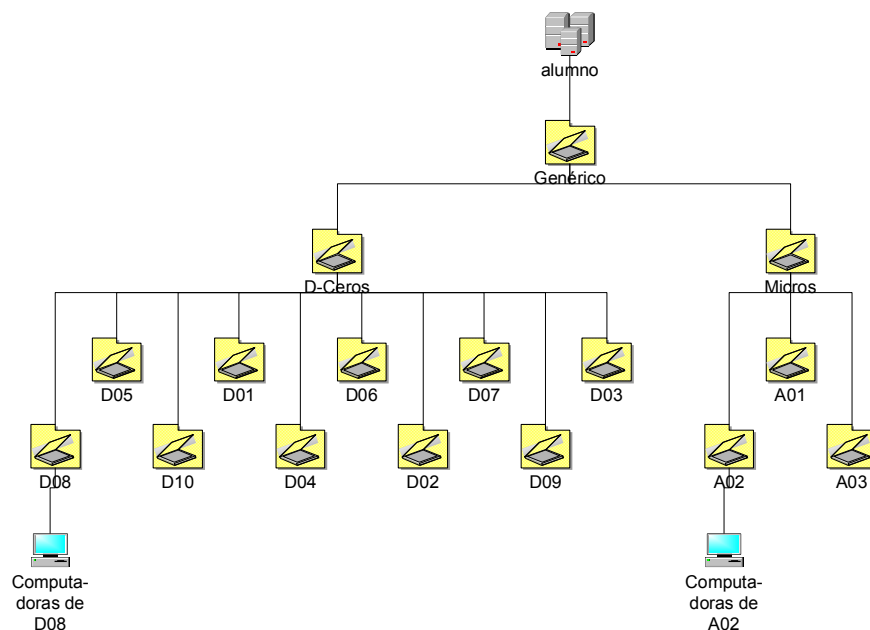 alumno
Genérico
D-Ceros
Micros
D05
D01
D06
D07
D03
A01
D08
D10
D04
D02
D09
A02
A03
Computa-
doras de
D08
Computa-
doras de
A02